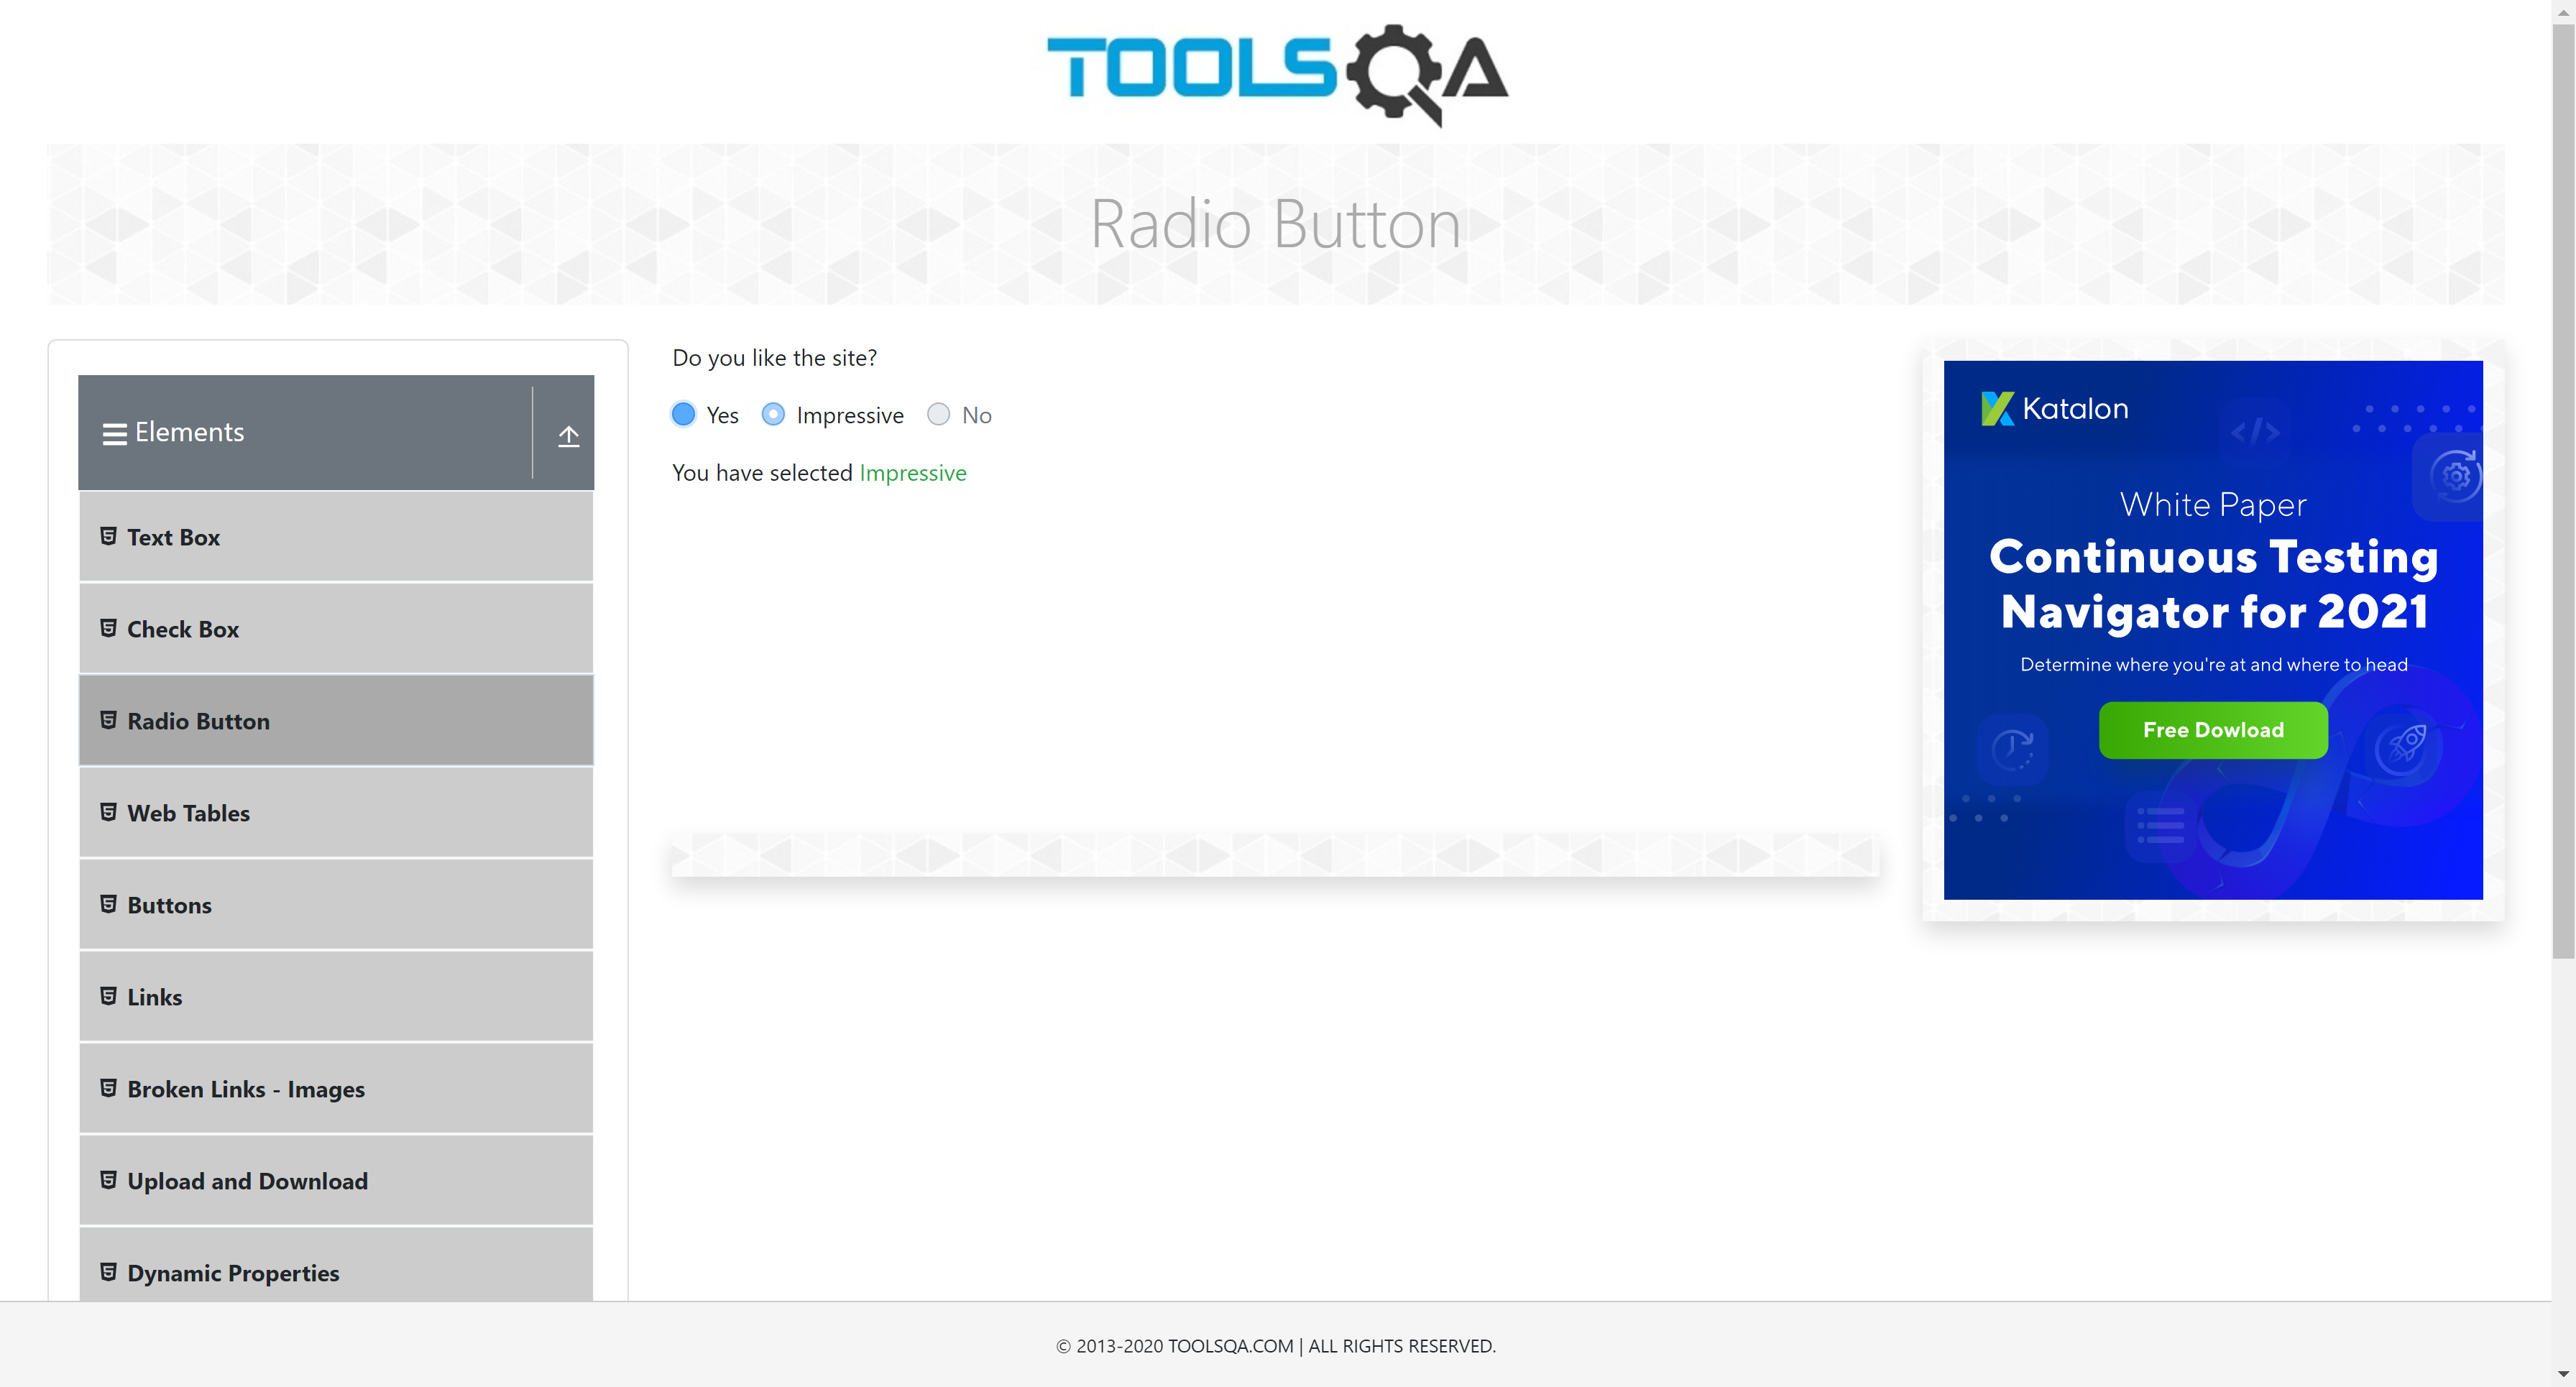 TOOLSQA
Radio Button
Elements
Text Box
Check Box
Radio Button
Web Tables
Buttons
Links
Broken Links - Images
Upload and Download
Dynamic Properties
Do you like the site?
Yes Impressive No
You have selected Impressive
Katalon
White Paper
Continuous Testing
Navigator for 2021
Determine where you're at and where to head
Free Dowload
© 2013-2020 TOOLSQA.COM | ALL RIGHTS RESERVED.